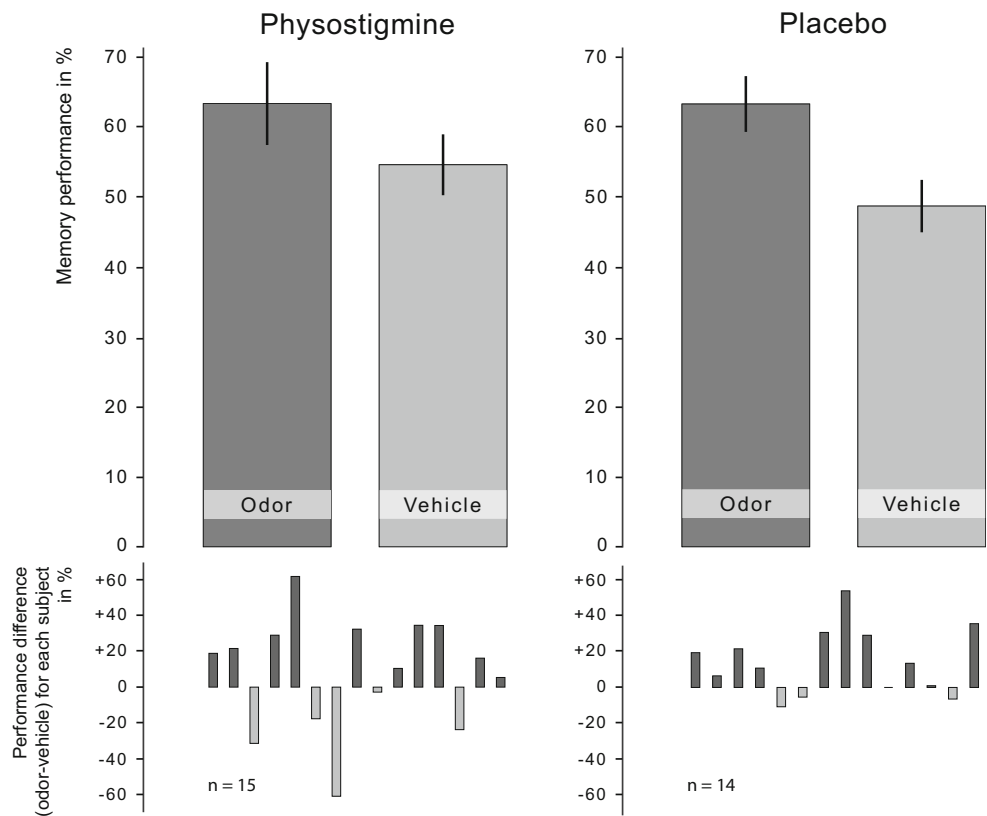 Physostigmine
Placebo
Memory performance in %
70
60
50
40
30
20
10
0
Odor
Vehicle
70
60
50
40
30
20
10
0
Odor
Vehicle
Performance difference
(odor-vehicle) for each subject
in %
+60
+40
+20
0
-20
-40
-60
n = 15
+60
+40
+20
0
-20
-40
-60
n = 14